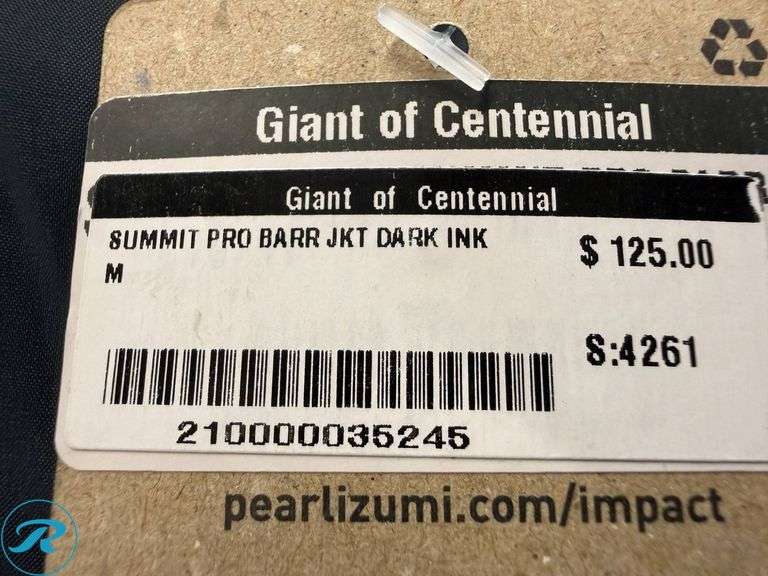 Giant of Centennial
Giant of Centennial
SUMMIT PRO BARR JKT DARK INK
M
$ 125.00
S:4261
210000035245
pearlizumi.com/impact
R